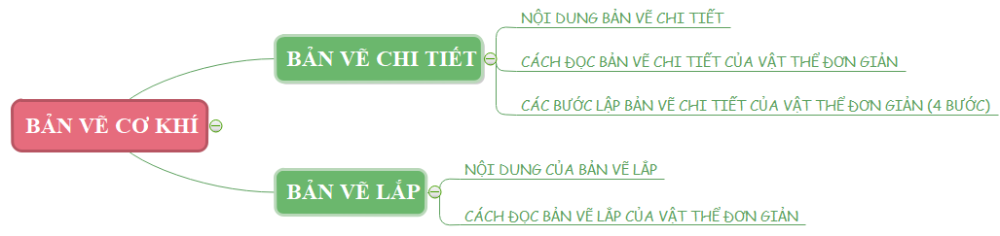 BẢN VẼ CƠ KHÍ
BẢN VẼ CHI TIẾT
NỘI DUNG BẢN VẼ CHI TIẾT
CÁCH ĐỌC BẢN VẼ CHI TIẾT CỦA VẬT THỂ ĐƠN GIẢN
CÁC BƯỚC LẬP BẢN VẼ CHI TIẾT CỦA VẬT THỂ ĐƠN GIẢN (4 BƯỚC)
BẢN VẼ LẮP
NỘI DUNG CỦA BẢN VẼ LẮP
CÁCH ĐỌC BẢN VẼ LẮP CỦA VẬT THỂ ĐƠN GIẢN